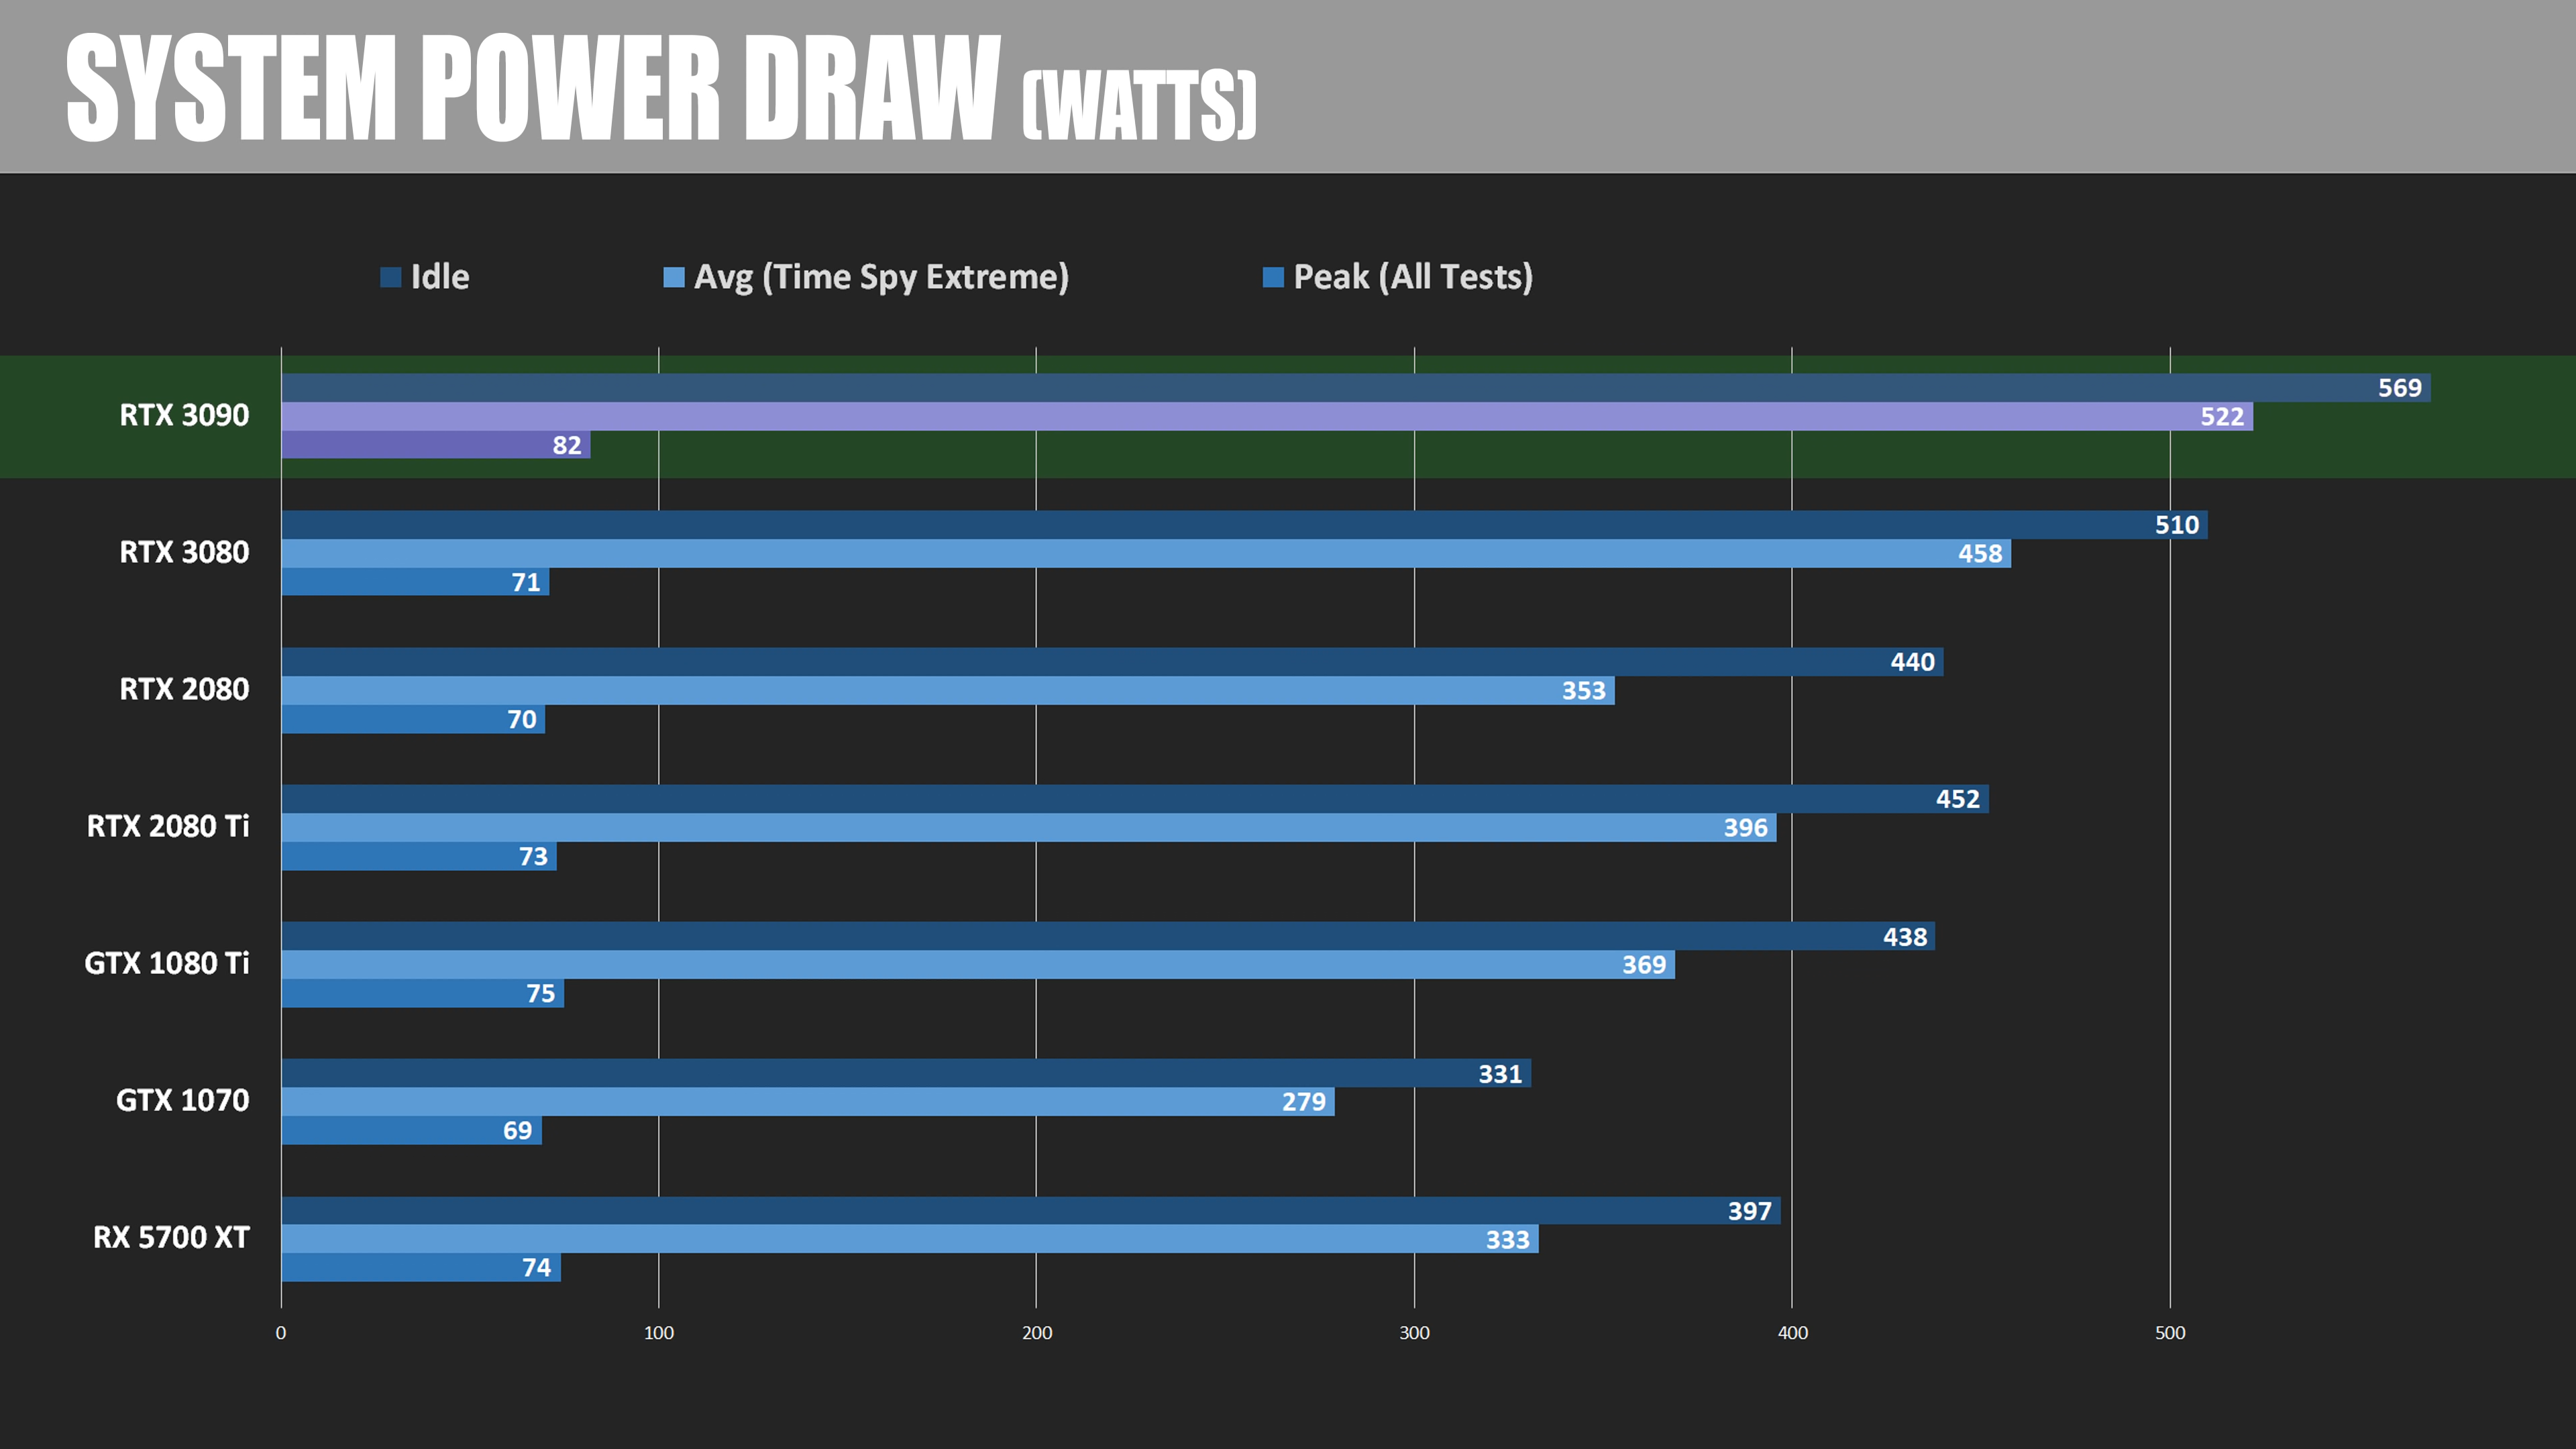 SYSTEM POWER DRAW (WATTS)
Idle Avg (Time Spy Extreme) Peak (All Tests)
RTX 3090
569
522
82
RTX 3080
510
458
71
RTX 2080
440
353
70
RTX 2080 Ti
452
396
73
GTX 1080 Ti
438
369
75
GTX 1070
331
279
69
RX 5700 XT
397
333
74
0 100 200 300 400 500